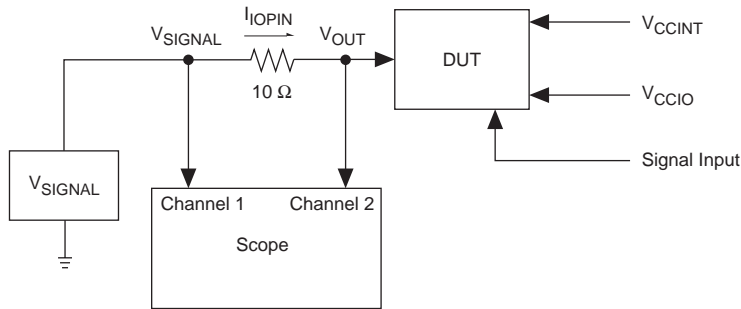 I_IOPIN
V_SIGNAL
V_OUT
10 Ω
DUT
V_CCINT
V_CCIO
Signal Input
V_SIGNAL
Channel 1
Channel 2
Scope